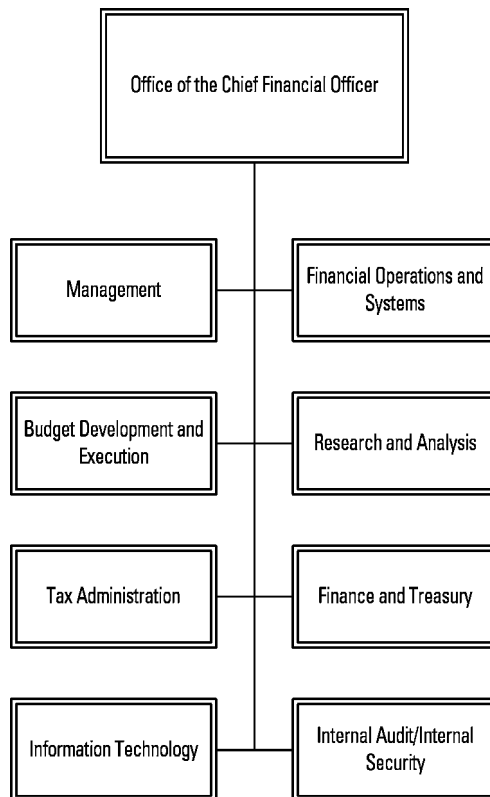 Office of the Chief Financial Officer
Management
Financial Operations and
Systems
Budget Development and
Execution
Research and Analysis
Tax Administration
Finance and Treasury
Information Technology
Internal Audit/Internal
Security